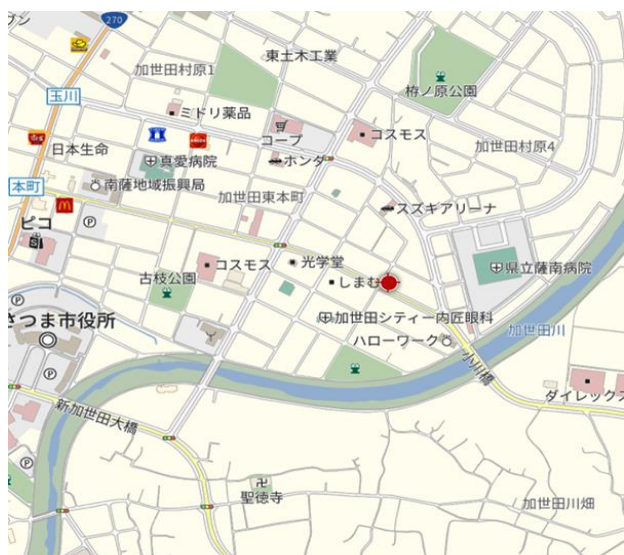 ブン
270
東土木工業
加世田村原1
栫ノ原公園
玉川
ミドリ薬品
コープ
コスモス
日本生命
真愛病院
ホンダ
加世田村原4
本町
南薩地域振興局
加世田東本町
スズキアリーナ
P
ピコ
光学堂
コスモス
県立薩南病院
古枝公園
しまむ
さつま市役所
加世田シティー内匠眼科
加世田川
ハローワーク
小川橋
P
ダイレックス
新加世田大橋
P
聖徳寺
加世田川畑